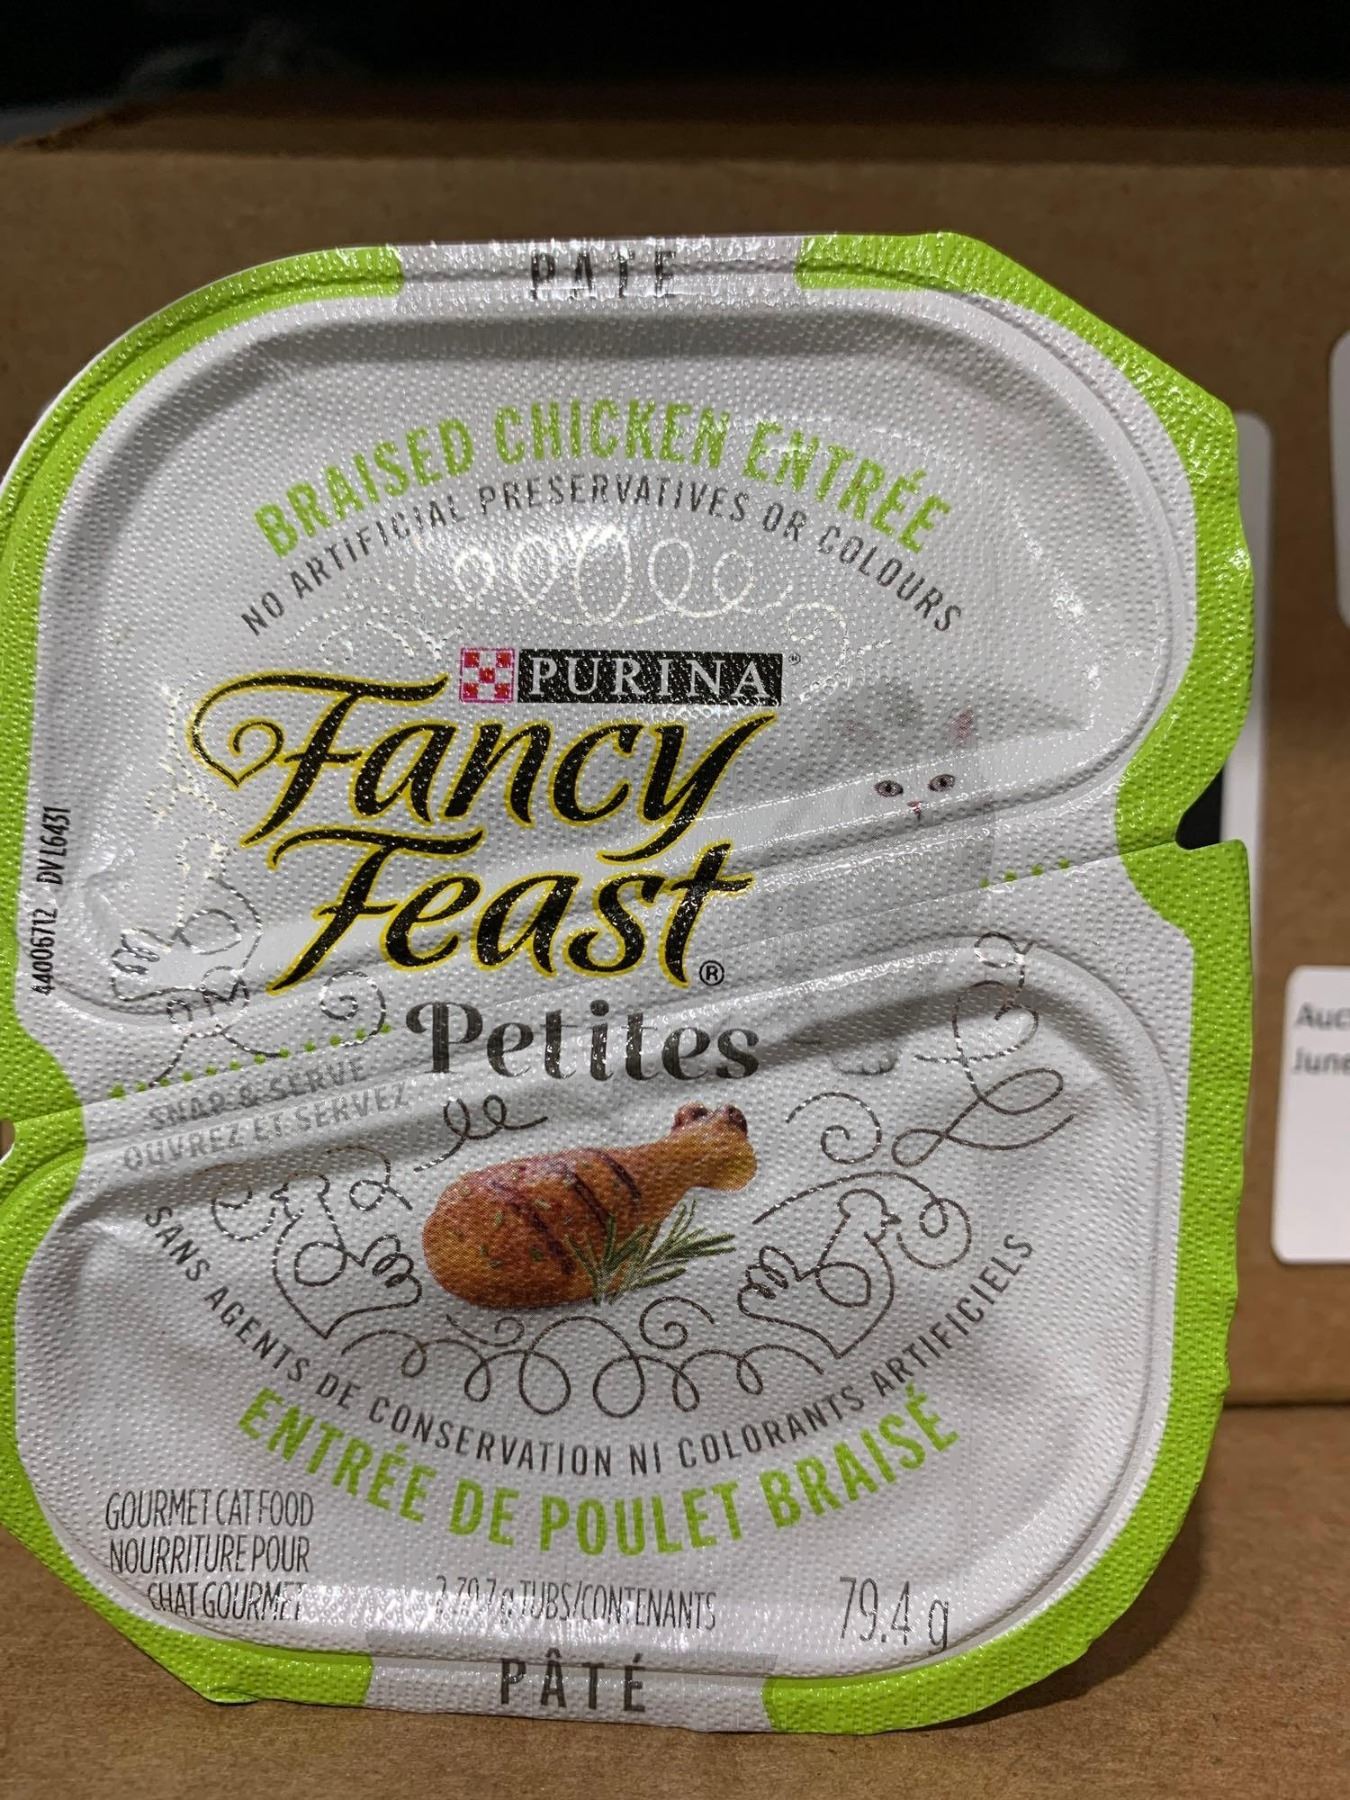 PÂTÉ
BRAISED CHICKEN ENTRÉE
NO ARTIFICIAL PRESERVATIVES OR COLOURS
PURINA
Fancy
Feast®
Petites
44006712 DVL6431
SNAP & SERVE
OUVREZ ET SERVEZ
SANS AGENTS DE CONSERVATION NI COLORANTS ARTIFICIELS
ENTRÉE DE POULET BRAISÉ
GOURMET CAT FOOD
NOURRITURE POUR
CHAT GOURMET
TUBS/CONTENANTS
79.4 g
PÂTÉ
June